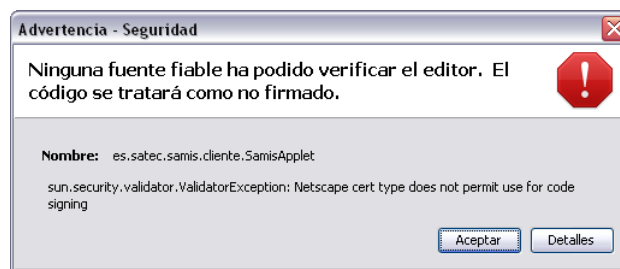 Advertencia - Seguridad
Ninguna fuente fiable ha podido verificar el editor. El
código se tratará como no firmado.
Nombre: es.satec.samis.cliente.SamisApplet
sun.security.validator.ValidatorException: Netscape cert type does not permit use for code
signing
Aceptar Detalles